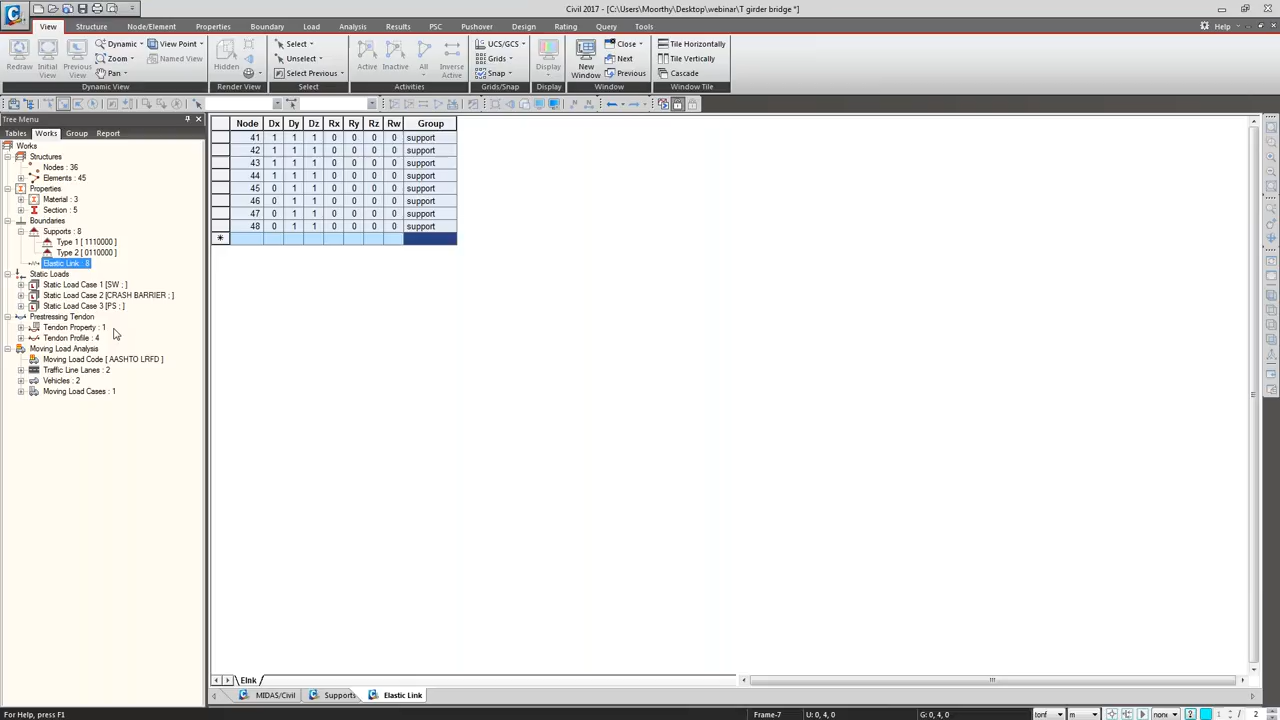 Civil 2017 - [C:\Users\Moorthy\Desktop\webinar\T girder bridge *]
View Structure Node/Element Properties Boundary Load Analysis Results PSC Pushover Design Rating Query Tools Help
Redraw Initial View Previous View Dynamic Zoom Pan View Point Named View
Hidden Select Unselect Select Previous
Active Inactive All Inverse Active
UCS/GCS Grids Snap Display
New Window Close Next Previous
Tile Horizontally Tile Vertically Cascade
Dynamic View Render View Select Activities Grids/Snap Display Window Window Tile
Tree Menu
Tables Works Group Report
Works
Structures
Nodes : 36
Elements : 45
Properties
Material : 3
Section : 5
Boundaries
Supports : 8
Type 1 [ 1110000 ]
Type 2 [ 0110000 ]
Elastic Link : 8
Static Loads
Static Load Case 1 [SW ; ]
Static Load Case 2 [CRASH BARRIER ; ]
Static Load Case 3 [PS ; ]
Prestressing Tendon
Tendon Property : 1
Tendon Profile : 4
Moving Load Analysis
Moving Load Code [ AASHTO LRFD ]
Traffic Line Lanes : 2
Vehicles : 2
Moving Load Cases : 1
Node Dx Dy Dz Rx Ry Rz Rw Group
41 1 1 1 0 0 0 0 support
42 1 1 1 0 0 0 0 support
43 1 1 1 0 0 0 0 support
44 1 1 1 0 0 0 0 support
45 0 1 1 0 0 0 0 support
46 0 1 1 0 0 0 0 support
47 0 1 1 0 0 0 0 support
48 0 1 1 0 0 0 0 support
Elnk
MIDAS/Civil Supports Elastic Link
For Help, press F1 Frame-7 U: 0, 4, 0 G: 0, 4, 0 tonf m none 1 / 2